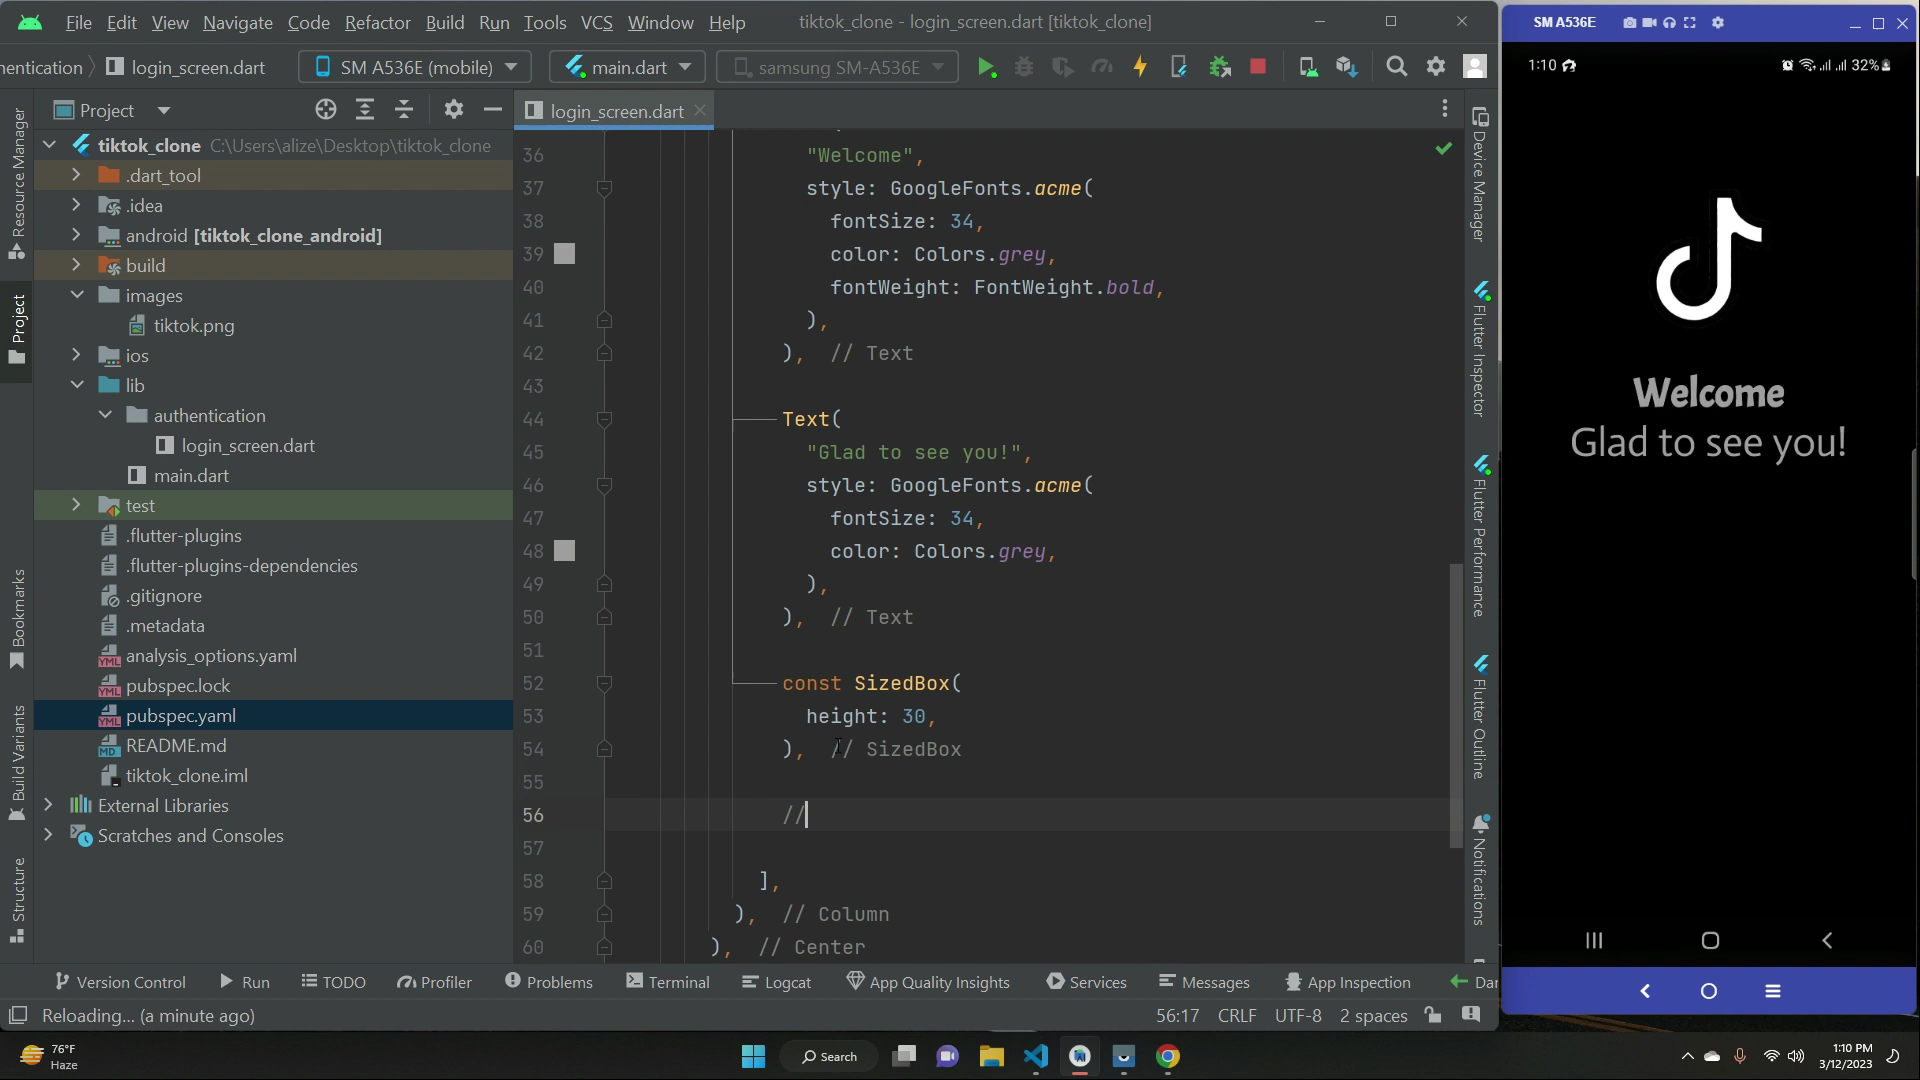 File Edit View Navigate Code Refactor Build Run Tools VCS Window Help tiktok_clone - login_screen.dart [tiktok_clone]
entication login_screen.dart SM A536E (mobile) main.dart samsung SM-A536E
Project
login_screen.dart
tiktok_clone C:\Users\alize\Desktop\tiktok_clone
.dart_tool
.idea
android [tiktok_clone_android]
build
images
tiktok.png
ios
lib
authentication
login_screen.dart
main.dart
test
.flutter-plugins
.flutter-plugins-dependencies
.gitignore
.metadata
analysis_options.yaml
pubspec.lock
pubspec.yaml
README.md
tiktok_clone.iml
External Libraries
Scratches and Consoles
Resource Manager
Project
Bookmarks
Build Variants
Structure
36 "Welcome",
37 style: GoogleFonts.acme(
38 fontSize: 34,
39 color: Colors.grey,
40 fontWeight: FontWeight.bold,
41 ),
42 ), // Text
43
44 Text(
45 "Glad to see you!",
46 style: GoogleFonts.acme(
47 fontSize: 34,
48 color: Colors.grey,
49 ),
50 ), // Text
51
52 const SizedBox(
53 height: 30,
54 ), // SizedBox
55
56 //
57
58 ],
59 ), // Column
60 ), // Center
Device Manager
Flutter Inspector
Flutter Performance
Flutter Outline
Notifications
Version Control Run TODO Profiler Problems Terminal Logcat App Quality Insights Services Messages App Inspection Dar
Reloading... (a minute ago) 56:17 CRLF UTF-8 2 spaces
SM A536E
1:10 32%
Welcome
Glad to see you!
76°F
Haze
Search
1:10 PM
3/12/2023